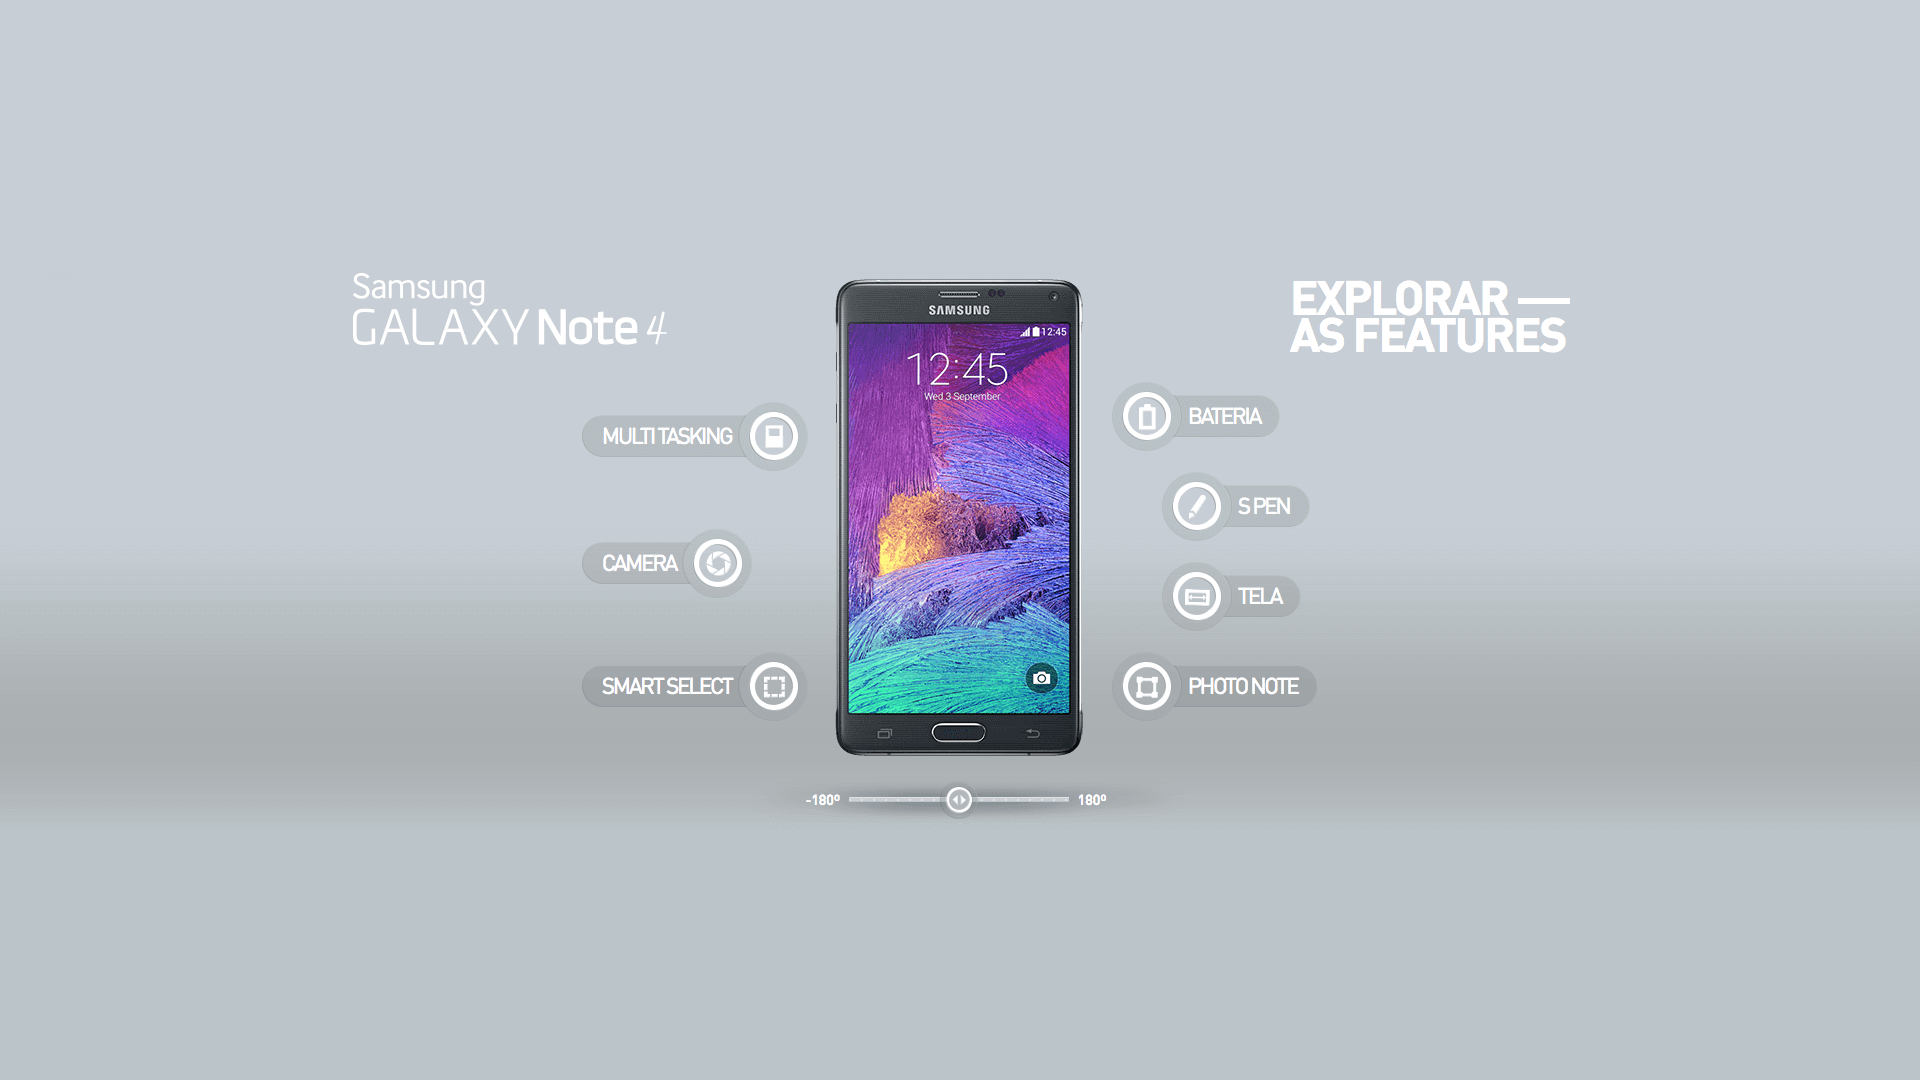 Samsung
GALAXY Note 4
EXPLORAR —
AS FEATURES
MULTI TASKING
CAMERA
SMART SELECT
SAMSUNG
12:45
12:45
Wed 3 September
BATERIA
S PEN
TELA
PHOTO NOTE
-180º
180º